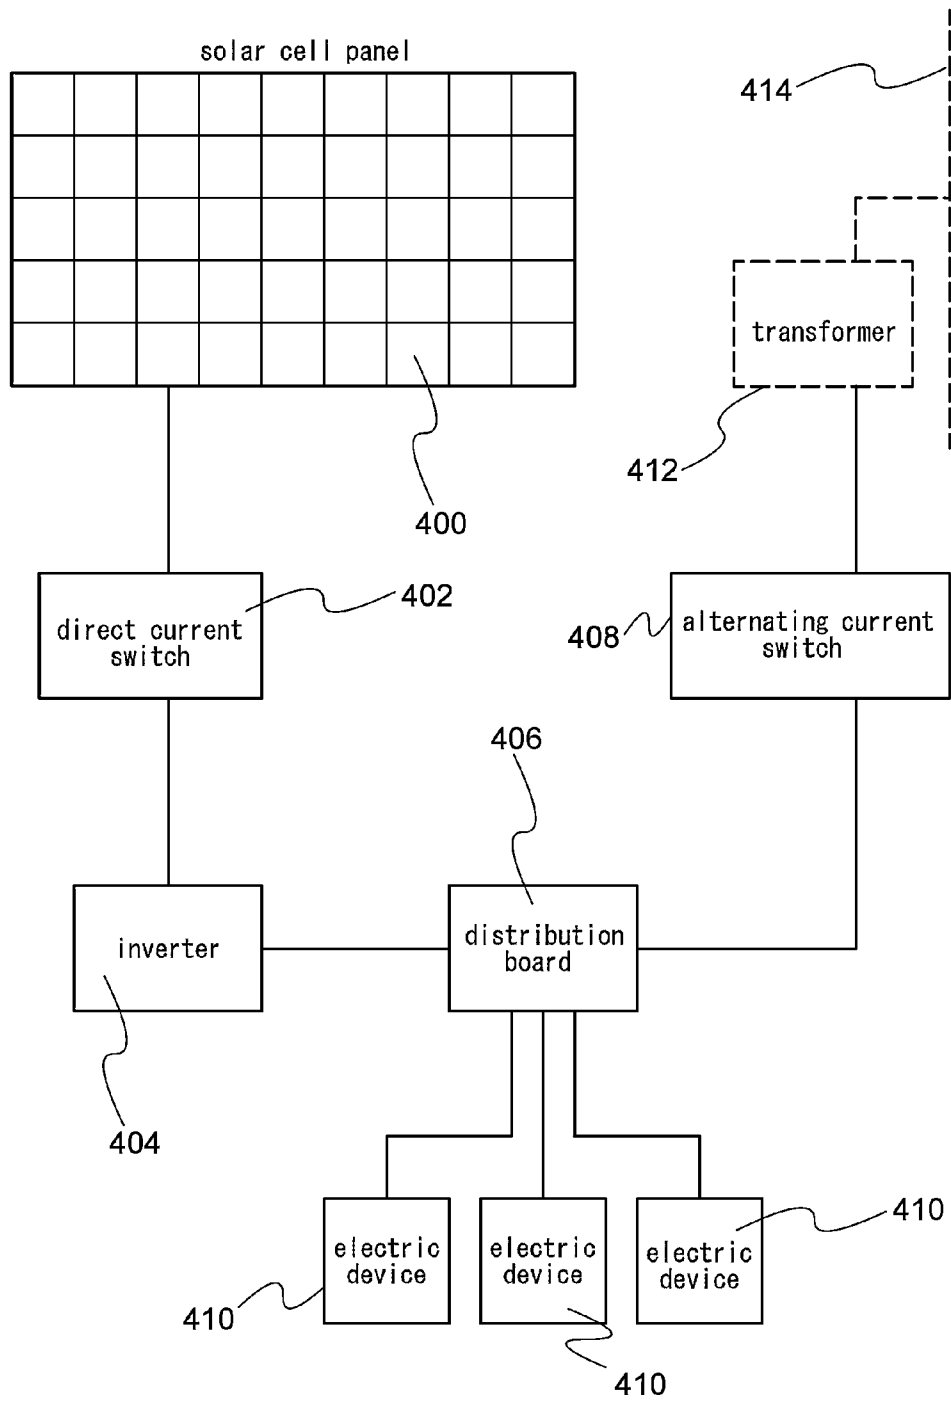 solar cell panel
414
transformer
412
400
402
direct current
switch
408
alternating current
switch
406
inverter
distribution
board
404
410
electric
device
electric
device
electric
device
410
410